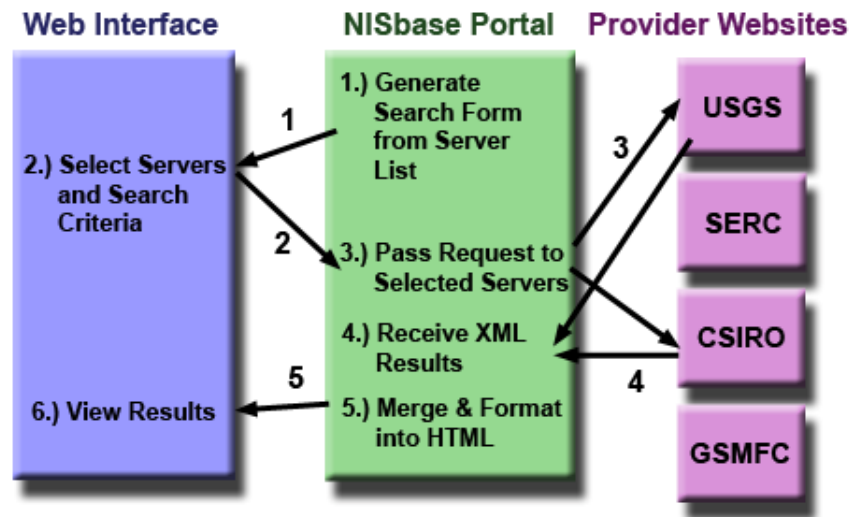 Web Interface
NISbase Portal
Provider Websites
1.) Generate
Search Form
from Server
List
1
2.) Select Servers
and Search
Criteria
2
3.) Pass Request to
Selected Servers
3
4.) Receive XML
Results
4
5.) Merge & Format
into HTML
5
6.) View Results
USGS
SERC
CSIRO
GSMFC